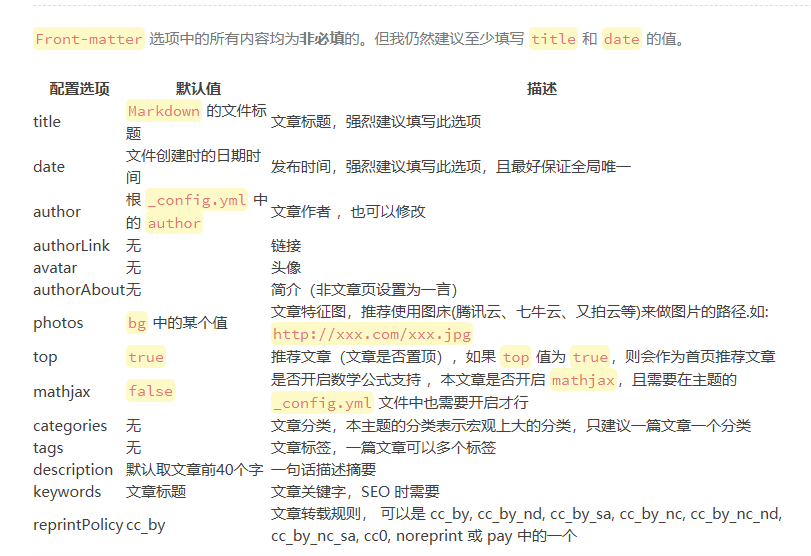 Front-matter 选项中的所有内容均为非必填的。但我仍然建议至少填写 title 和 date 的值。
配置选项 默认值 描述
title Markdown 的文件标题 文章标题，强烈建议填写此选项
date 文件创建时的日期时间 发布时间，强烈建议填写此选项，且最好保证全局唯一
author 根 _config.yml 中的 author 文章作者 ，也可以修改
authorLink 无 链接
avatar 无 头像
authorAbout 无 简介（非文章页设置为一言）
photos bg 中的某个值 文章特征图，推荐使用图床(腾讯云、七牛云、又拍云等)来做图片的路径.如:
http://xxx.com/xxx.jpg
top true 推荐文章（文章是否置顶），如果 top 值为 true，则会作为首页推荐文章
mathjax false 是否开启数学公式支持 ，本文章是否开启 mathjax，且需要在主题的
_config.yml 文件中也需要开启才行
categories 无 文章分类，本主题的分类表示宏观上大的分类，只建议一篇文章一个分类
tags 无 文章标签，一篇文章可以多个标签
description 默认取文章前40个字 一句话描述摘要
keywords 文章标题 文章关键字，SEO 时需要
reprintPolicy cc_by 文章转载规则， 可以是 cc_by, cc_by_nd, cc_by_sa, cc_by_nc, cc_by_nc_nd,
cc_by_nc_sa, cc0, noreprint 或 pay 中的一个